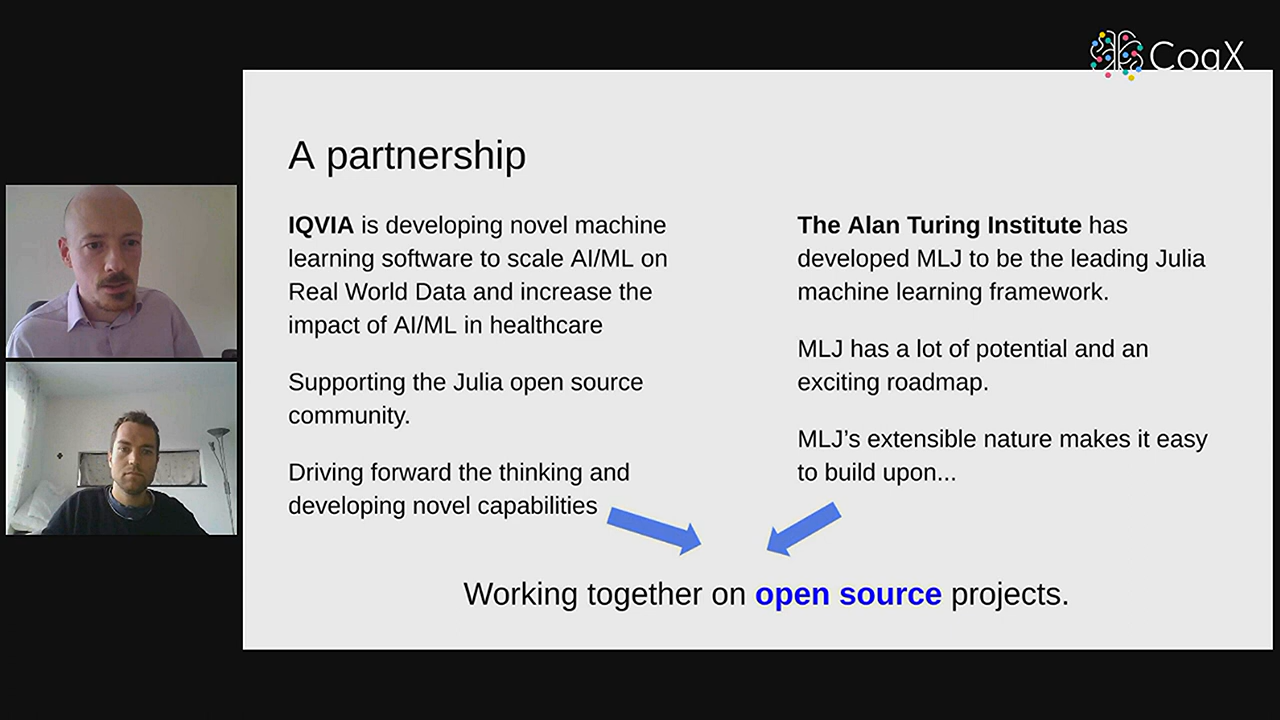 CogX
A partnership
IQVIA is developing novel machine
learning software to scale AI/ML on
Real World Data and increase the
impact of AI/ML in healthcare
Supporting the Julia open source
community.
Driving forward the thinking and
developing novel capabilities
The Alan Turing Institute has
developed MLJ to be the leading Julia
machine learning framework.
MLJ has a lot of potential and an
exciting roadmap.
MLJ’s extensible nature makes it easy
to build upon...
Working together on open source projects.